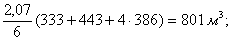 2,07/6 (333 + 443 + 4 · 386) = 801 м³;